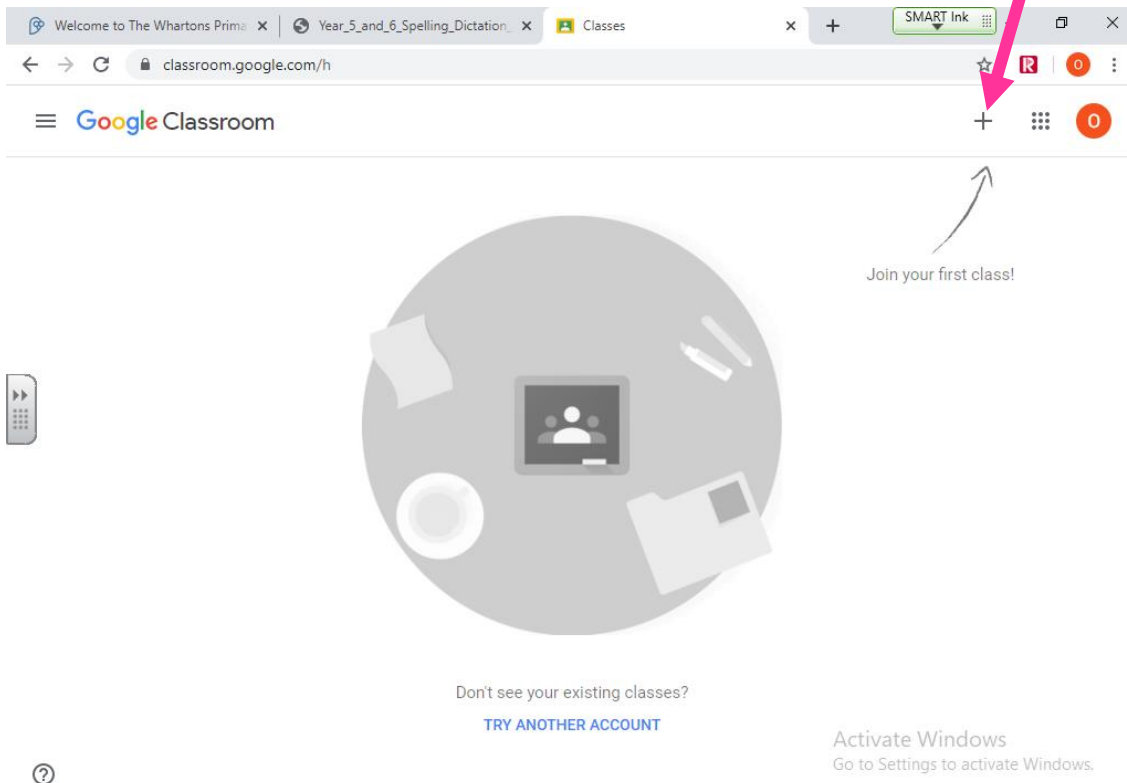 Welcome to The Whartons Prima
Year_5_and_6_Spelling_Dictation_
Classes
SMART Ink
classroom.google.com/h
R
O
Google Classroom
O
Join your first class!
Don't see your existing classes?
TRY ANOTHER ACCOUNT
Activate Windows
Go to Settings to activate Windows.